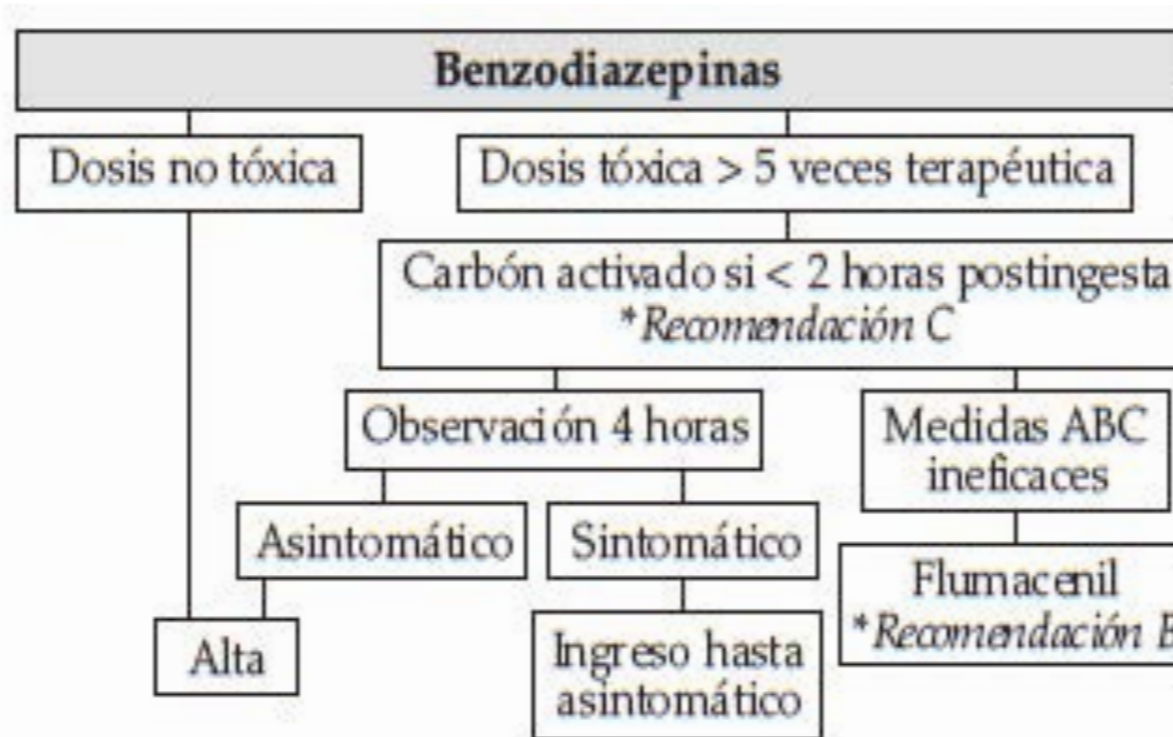 Benzodiazepinas
Dosis no tóxica
Dosis tóxica > 5 veces terapéutica
Carbón activado si < 2 horas postingesta
*Recomendación C
Observación 4 horas
Medidas ABC
ineficaces
Asintomático
Sintomático
Flumacenil
*Recomendación B
Alta
Ingreso hasta
asintomático